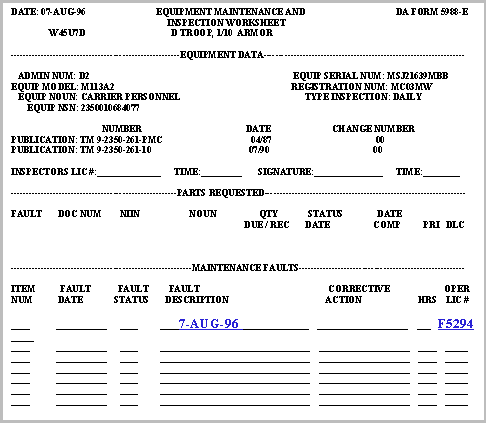 DATE: 07-AUG-96 EQUIPMENT MAINTENANCE AND DA FORM 5988-E
INSPECTION WORKSHEET
W45U7D D TROOP, 1/10 ARMOR
EQUIPMENT DATA
ADMIN NUM: D2 EQUIP SERIAL NUM: MSJ21639MBB
EQUIP MODEL: M113A2 REGISTRATION NUM: MC03MW
EQUIP NOUN: CARRIER PERSONNEL TYPE INSPECTION: DAILY
EQUIP NSN: 2350010684077
NUMBER DATE CHANGE NUMBER
PUBLICATION: TM 9-2350-261-PMC 04/87 00
PUBLICATION: TM 9-2350-261-10 07/90 00
INSPECTORS LIC#: TIME: SIGNATURE: TIME:
PARTS REQUESTED
FAULT DOC NUM NIIN NOUN QTY STATUS DATE
DUE / REC DATE COMP PRI DLC
MAINTENANCE FAULTS
ITEM FAULT FAULT FAULT CORRECTIVE OPER
NUM DATE STATUS DESCRIPTION ACTION HRS LIC #
7-AUG-96 F5294